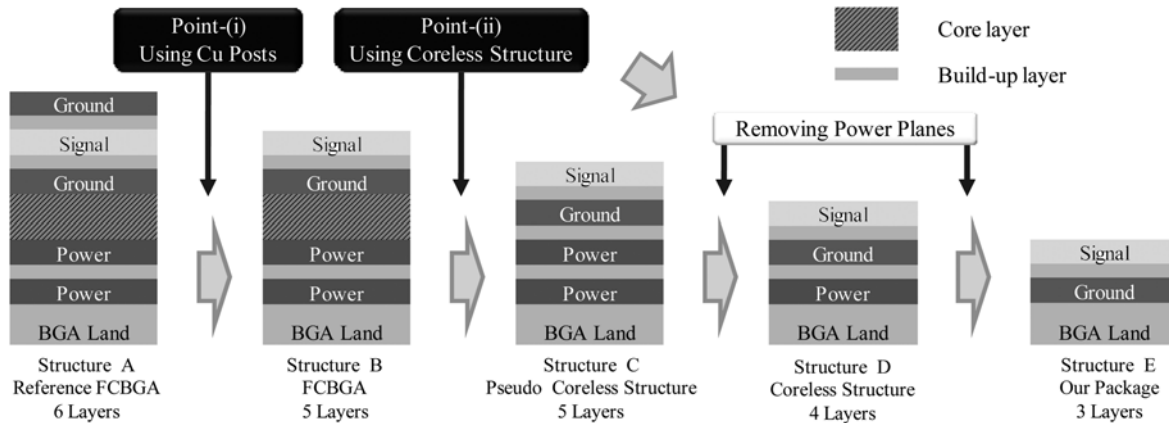 Point-(i)
Using Cu Posts
Point-(ii)
Using Coreless Structure
Core layer
Build-up layer
Removing Power Planes
Ground
Signal
Ground
Power
Power
BGA Land
Structure A
Reference FCBGA
6 Layers
Signal
Ground
Power
Power
BGA Land
Structure B
FCBGA
5 Layers
Signal
Ground
Power
Power
BGA Land
Structure C
Pseudo Coreless Structure
5 Layers
Signal
Ground
Power
BGA Land
Structure D
Coreless Structure
4 Layers
Signal
Ground
BGA Land
Structure E
Our Package
3 Layers